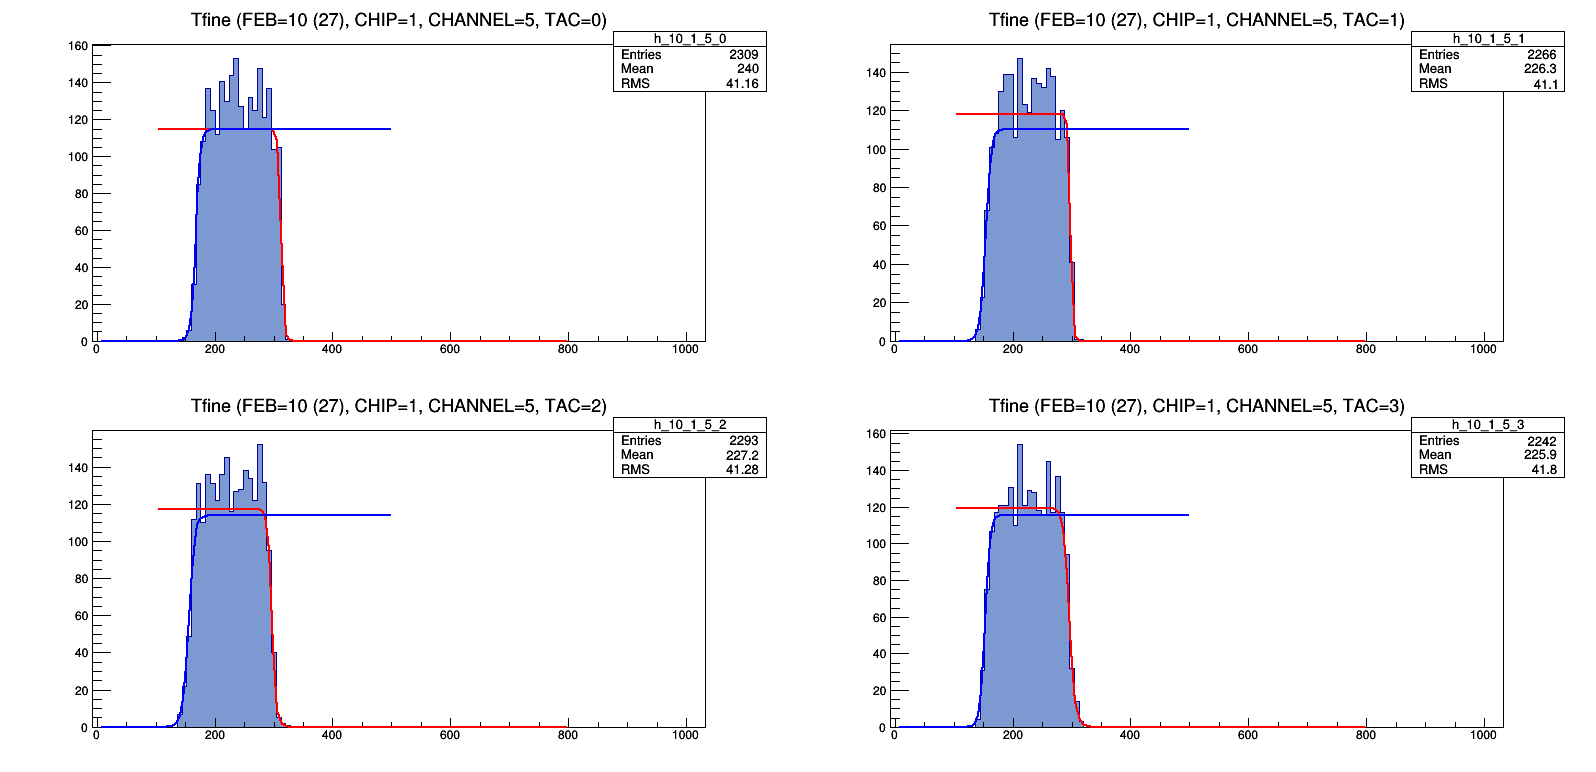 Tfine (FEB=10 (27), CHIP=1, CHANNEL=5, TAC=0)
h_10_1_5_0
Entries 2309
Mean 240
RMS 41.16
160
140
120
100
80
60
40
20
0
0 200 400 600 800 1000
Tfine (FEB=10 (27), CHIP=1, CHANNEL=5, TAC=1)
h_10_1_5_1
Entries 2266
Mean 226.3
RMS 41.1
140
120
100
80
60
40
20
0
0 200 400 600 800 1000
Tfine (FEB=10 (27), CHIP=1, CHANNEL=5, TAC=2)
h_10_1_5_2
Entries 2293
Mean 227.2
RMS 41.28
140
120
100
80
60
40
20
0
0 200 400 600 800 1000
Tfine (FEB=10 (27), CHIP=1, CHANNEL=5, TAC=3)
h_10_1_5_3
Entries 2242
Mean 225.9
RMS 41.8
160
140
120
100
80
60
40
20
0
0 200 400 600 800 1000